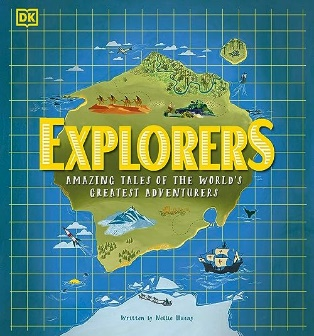 DK
EXPLORERS
AMAZING TALES OF THE WORLD'S
GREATEST ADVENTURERS
Written by Nellie Huang